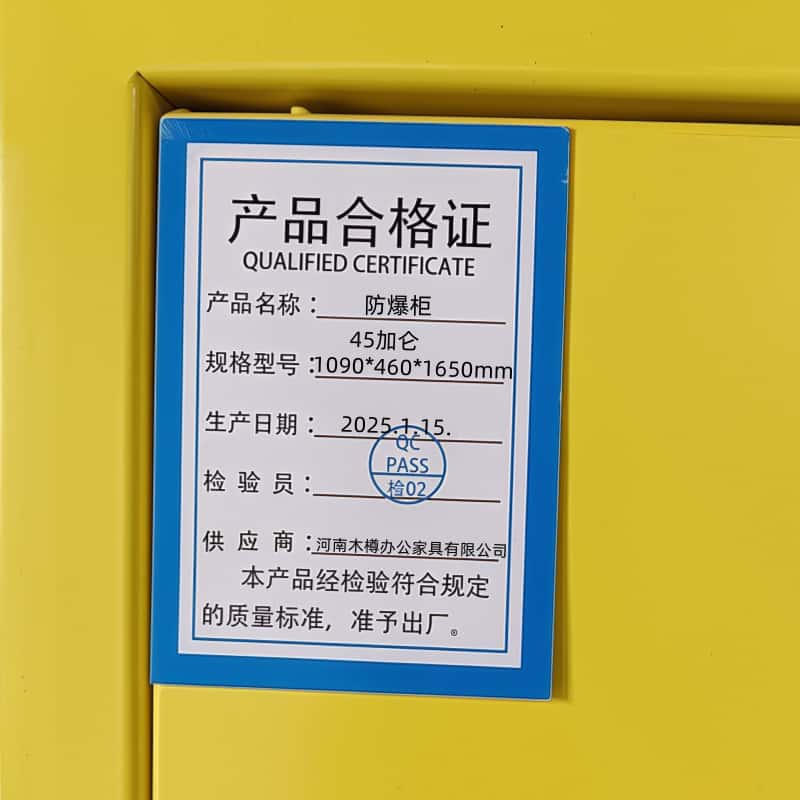 产品合格证
QUALIFIED CERTIFICATE
产品名称：防爆柜
45加仑
规格型号：1090*460*1650mm
生产日期：2025.1.15.
QC
PASS
检验员：检02
供应商：河南木樽办公家具有限公司
本产品经检验符合规定
的质量标准，准予出厂。